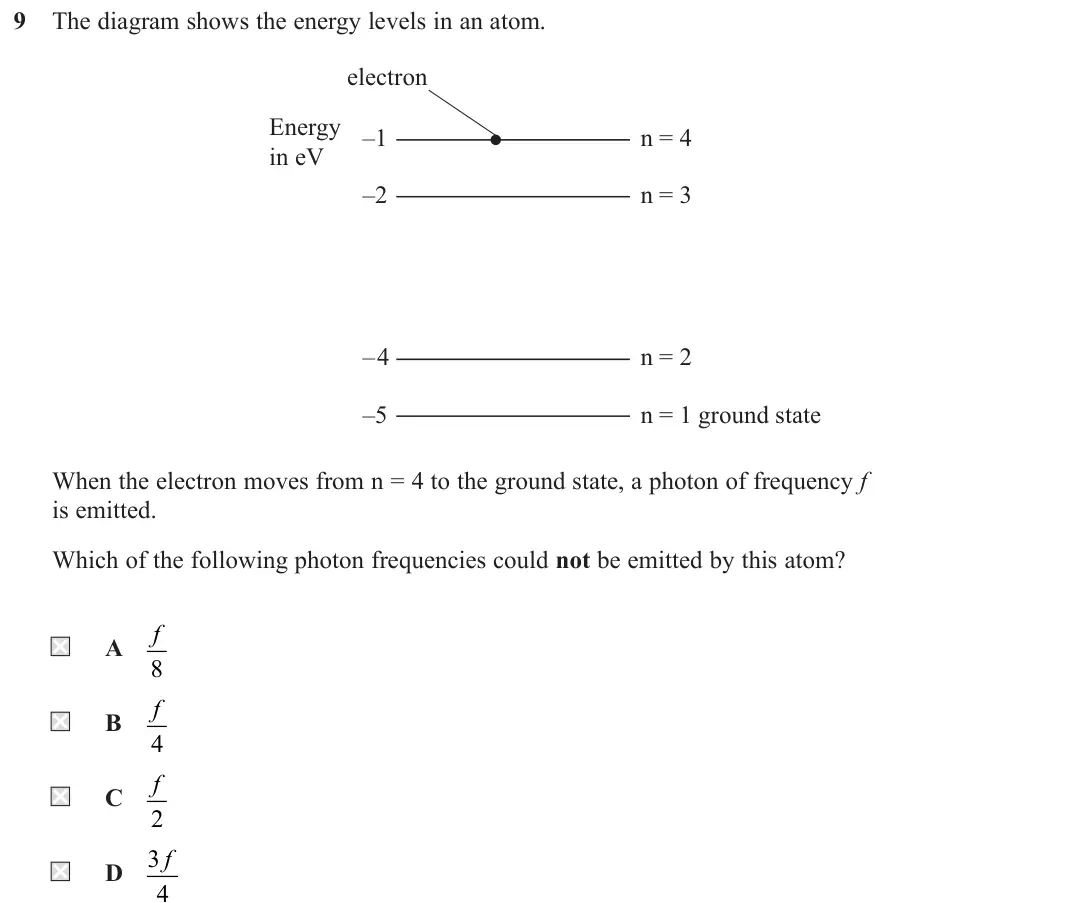 9 The diagram shows the energy levels in an atom.
electron
Energy
in eV
–1
n = 4
–2
n = 3
–4
n = 2
–5
n = 1 ground state
When the electron moves from n = 4 to the ground state, a photon of frequency f
is emitted.
Which of the following photon frequencies could not be emitted by this atom?
A f/8
B f/4
C f/2
D 3f/4